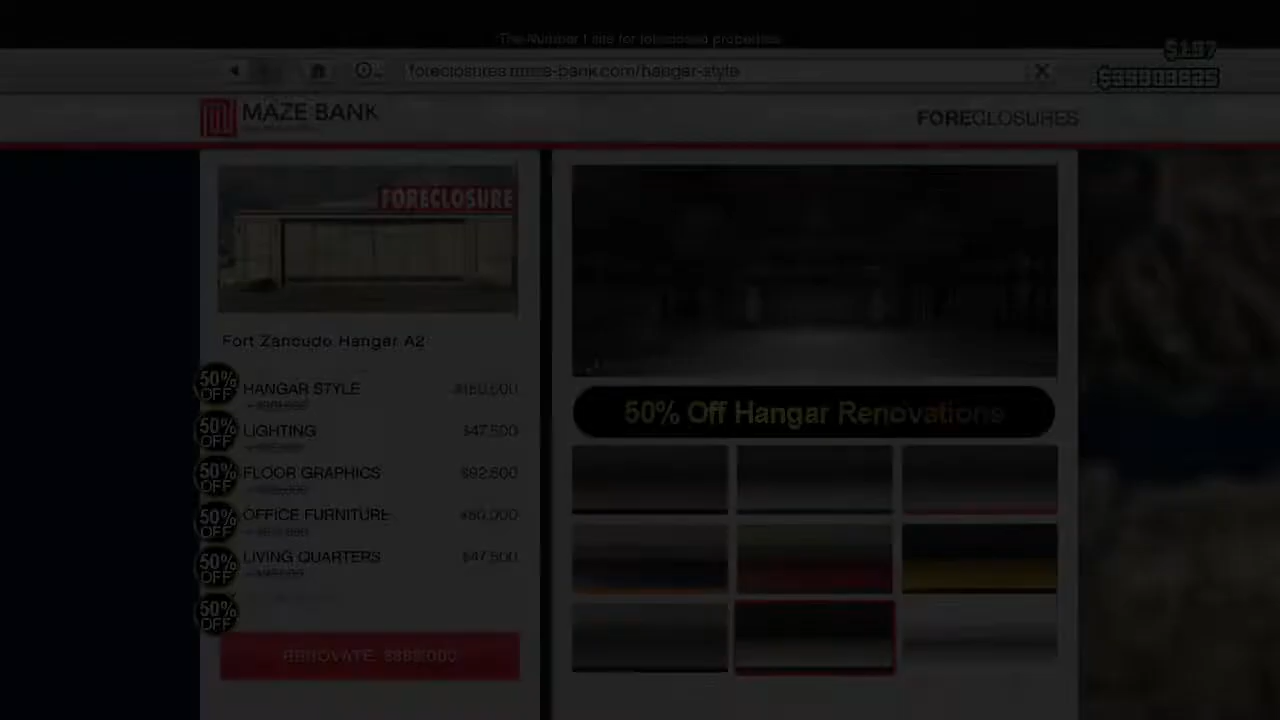 The Number 1 site for foreclosed properties
$197
foreclosures.maze-bank.com/hangar-style
MAZE BANK
FORECLOSURES
FORECLOSURE
Fort Zancudo Hangar A2
50% OFF HANGAR STYLE
50% OFF LIGHTING $47,500
50% OFF FLOOR GRAPHICS $92,500
50% OFF OFFICE FURNITURE
50% OFF LIVING QUARTERS $47,500
50% OFF
RENOVATE:
50% Off Hangar Renovations